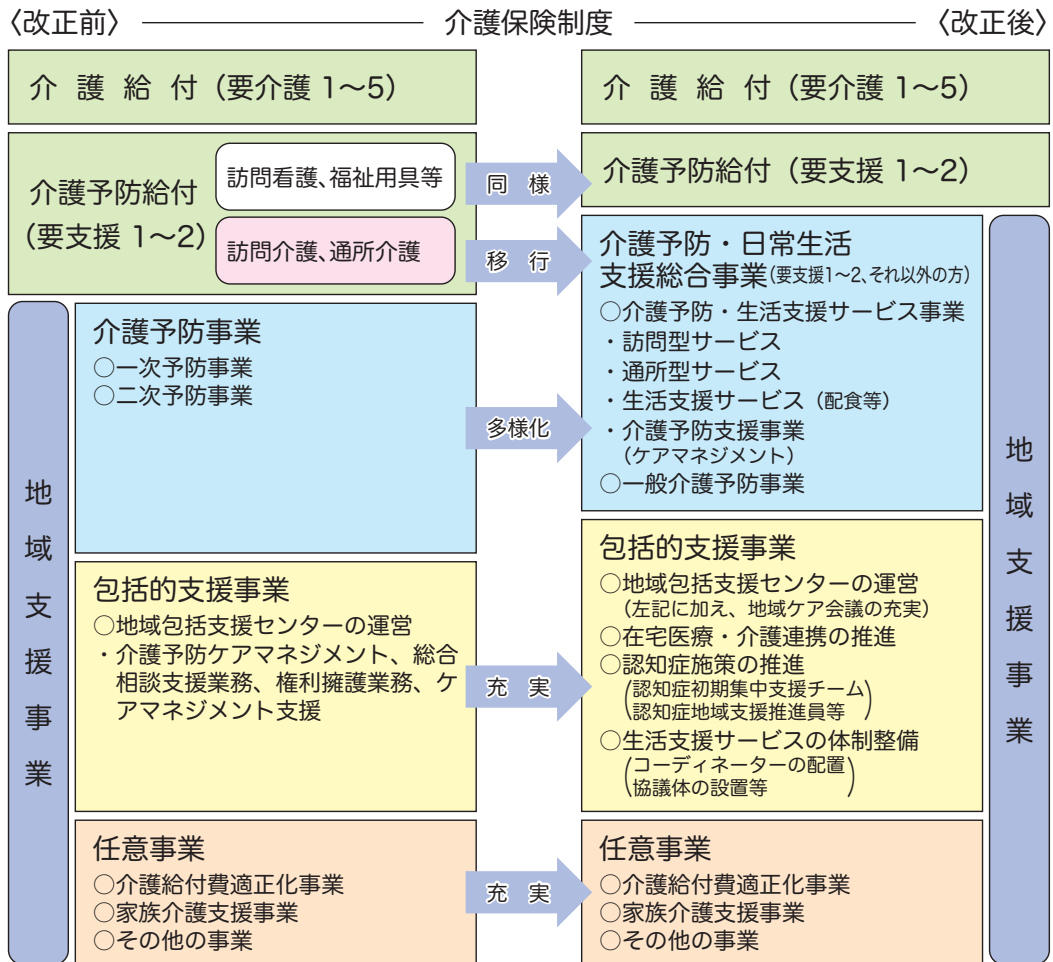 〈改正前〉 介護保険制度 〈改正後〉
介護給付（要介護 1～5）
介護予防給付
（要支援 1～2）
訪問看護、福祉用具等
訪問介護、通所介護
地域支援事業
介護予防事業
○一次予防事業
○二次予防事業
包括的支援事業
○地域包括支援センターの運営
・介護予防ケアマネジメント、総合
相談支援業務、権利擁護業務、ケ
アマネジメント支援
任意事業
○介護給付費適正化事業
○家族介護支援事業
○その他の事業
同様
移行
多様化
充実
充実
介護給付（要介護 1～5）
介護予防給付（要支援 1～2）
介護予防・日常生活
支援総合事業（要支援1～2、それ以外の方）
○介護予防・生活支援サービス事業
・訪問型サービス
・通所型サービス
・生活支援サービス（配食等）
・介護予防支援事業
（ケアマネジメント）
○一般介護予防事業
包括的支援事業
○地域包括支援センターの運営
（左記に加え、地域ケア会議の充実）
○在宅医療・介護連携の推進
○認知症施策の推進
（認知症初期集中支援チーム
認知症地域支援推進員等）
○生活支援サービスの体制整備
（コーディネーターの配置
協議体の設置等）
任意事業
○介護給付費適正化事業
○家族介護支援事業
○その他の事業
地域支援事業